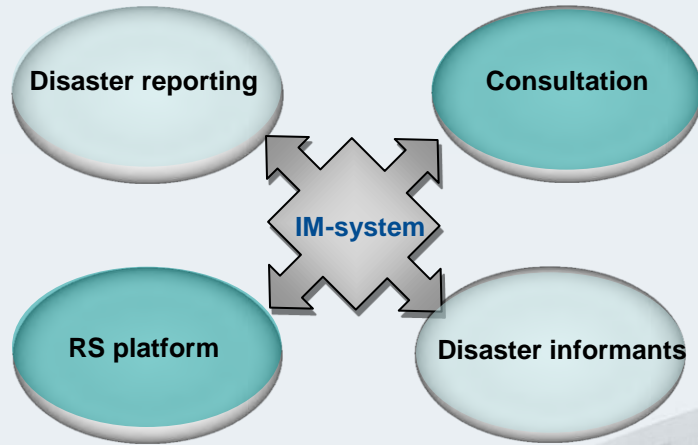 Disaster reporting
Consultation
IM-system
RS platform
Disaster informants